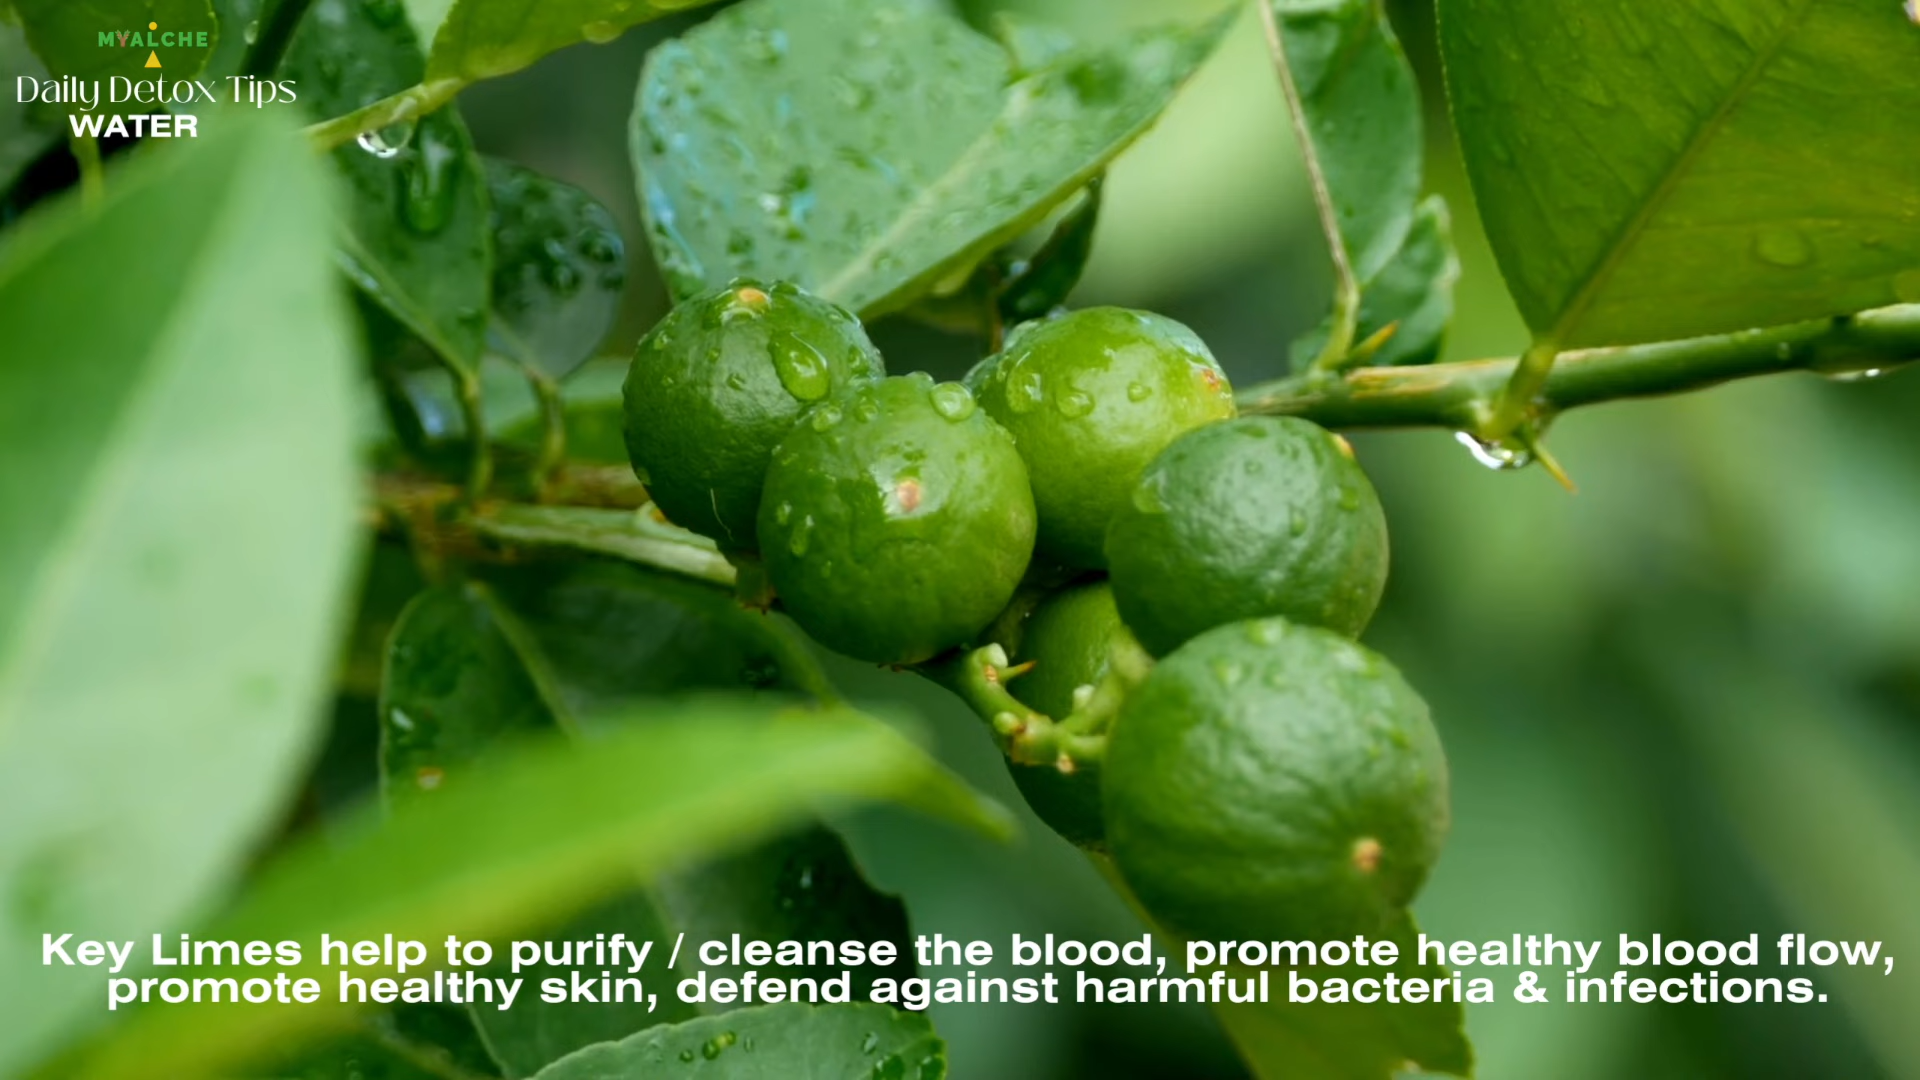 MYALCHE
Daily Detox Tips
WATER
Key Limes help to purify / cleanse the blood, promote healthy blood flow,
promote healthy skin, defend against harmful bacteria & infections.